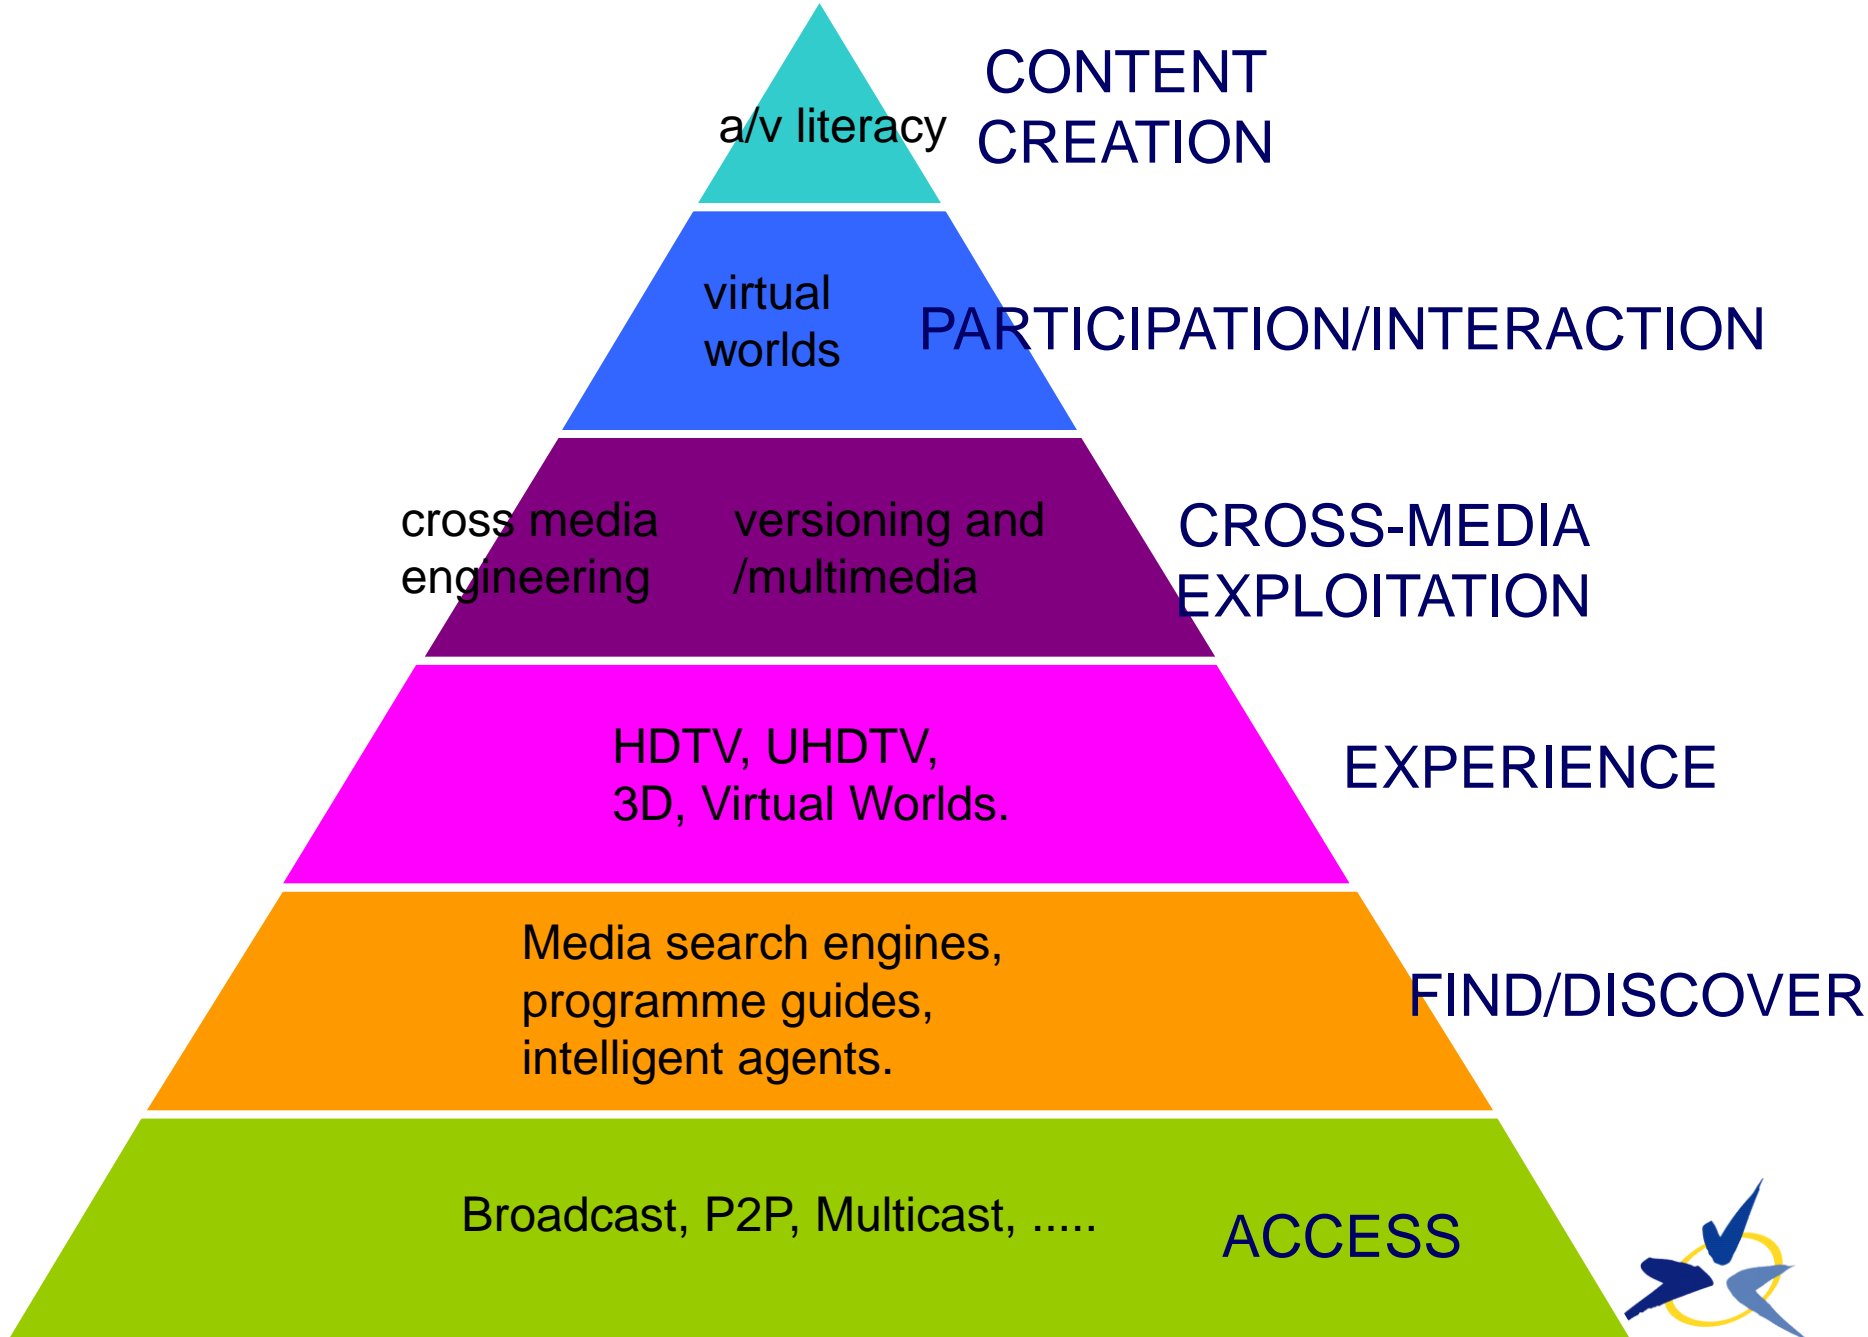 CONTENT
CREATION
a/v literacy
virtual
worlds
PARTICIPATION/INTERACTION
cross media
engineering
versioning and
/multimedia
CROSS-MEDIA
EXPLOITATION
HDTV, UHDTV,
3D, Virtual Worlds.
EXPERIENCE
Media search engines,
programme guides,
intelligent agents.
FIND/DISCOVER
Broadcast, P2P, Multicast, .....
ACCESS